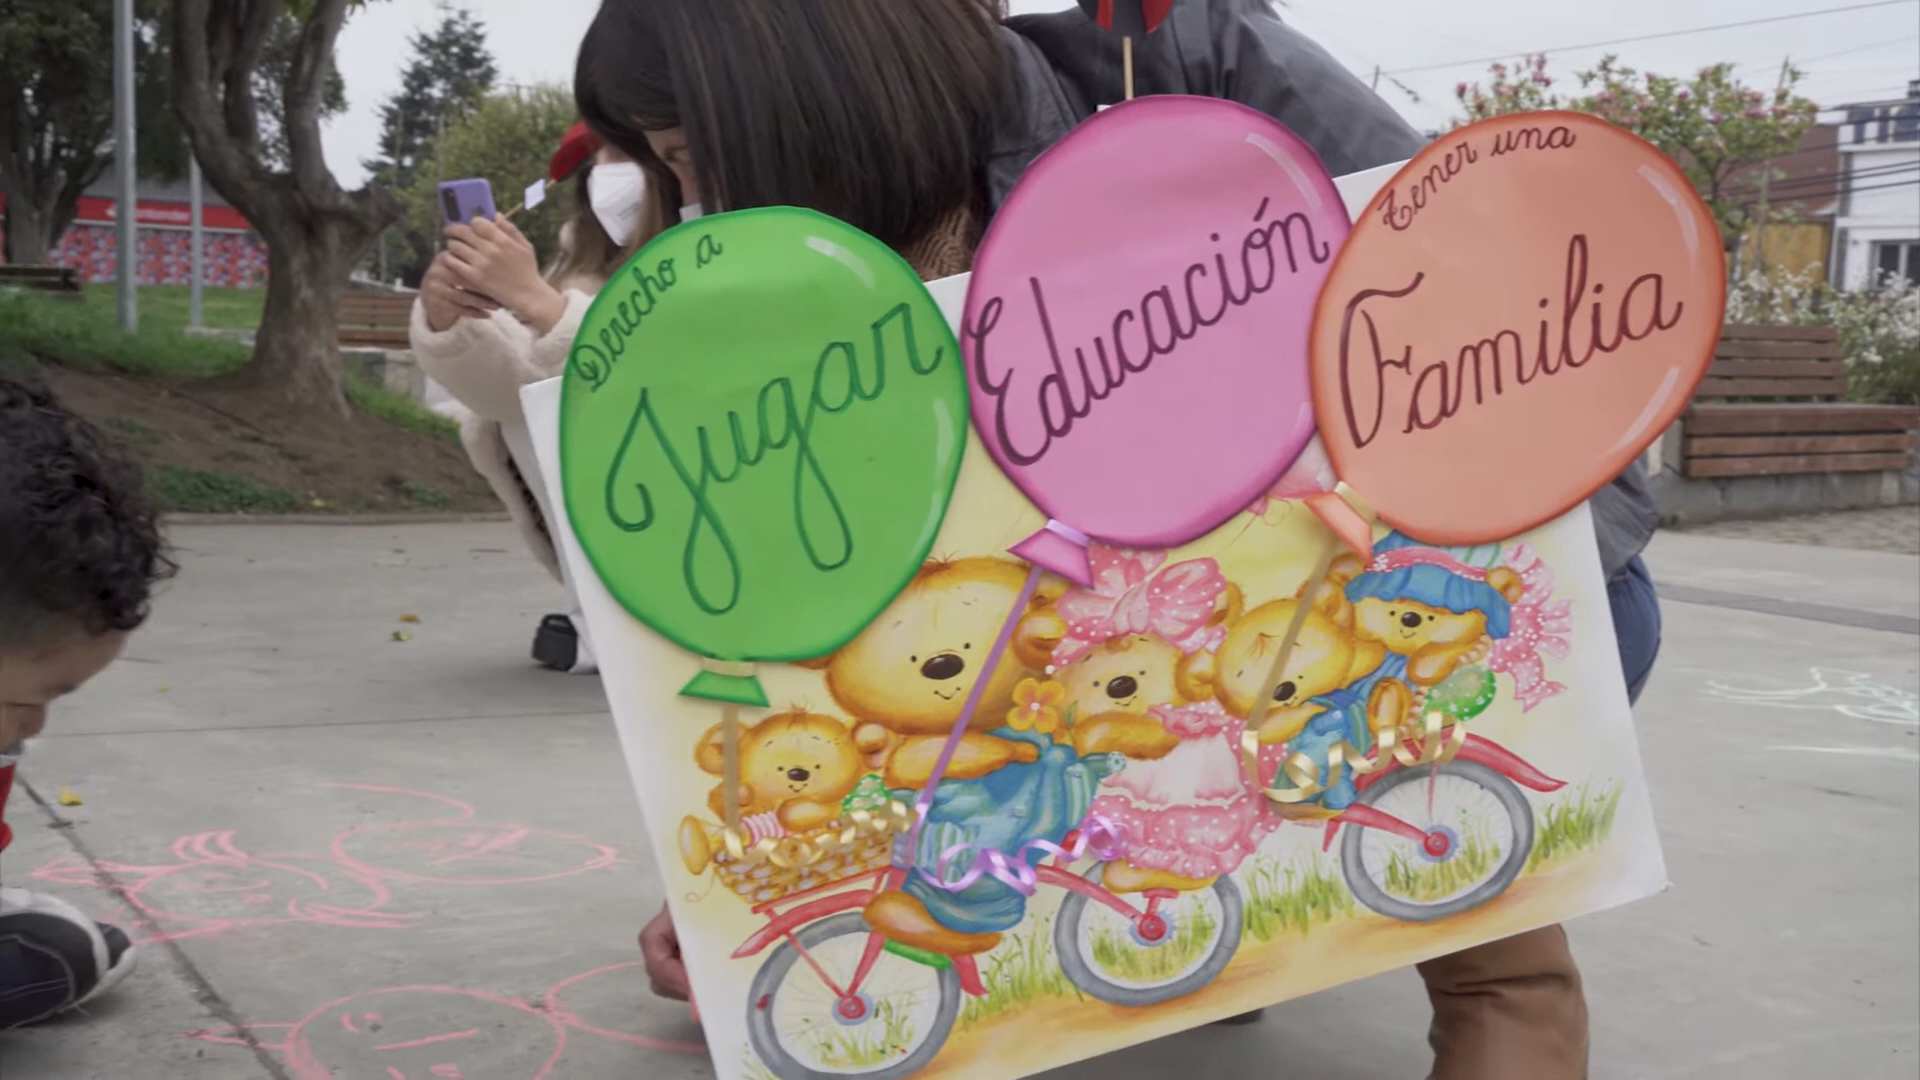 Derecho a
Jugar
Educación
Tener una
Familia